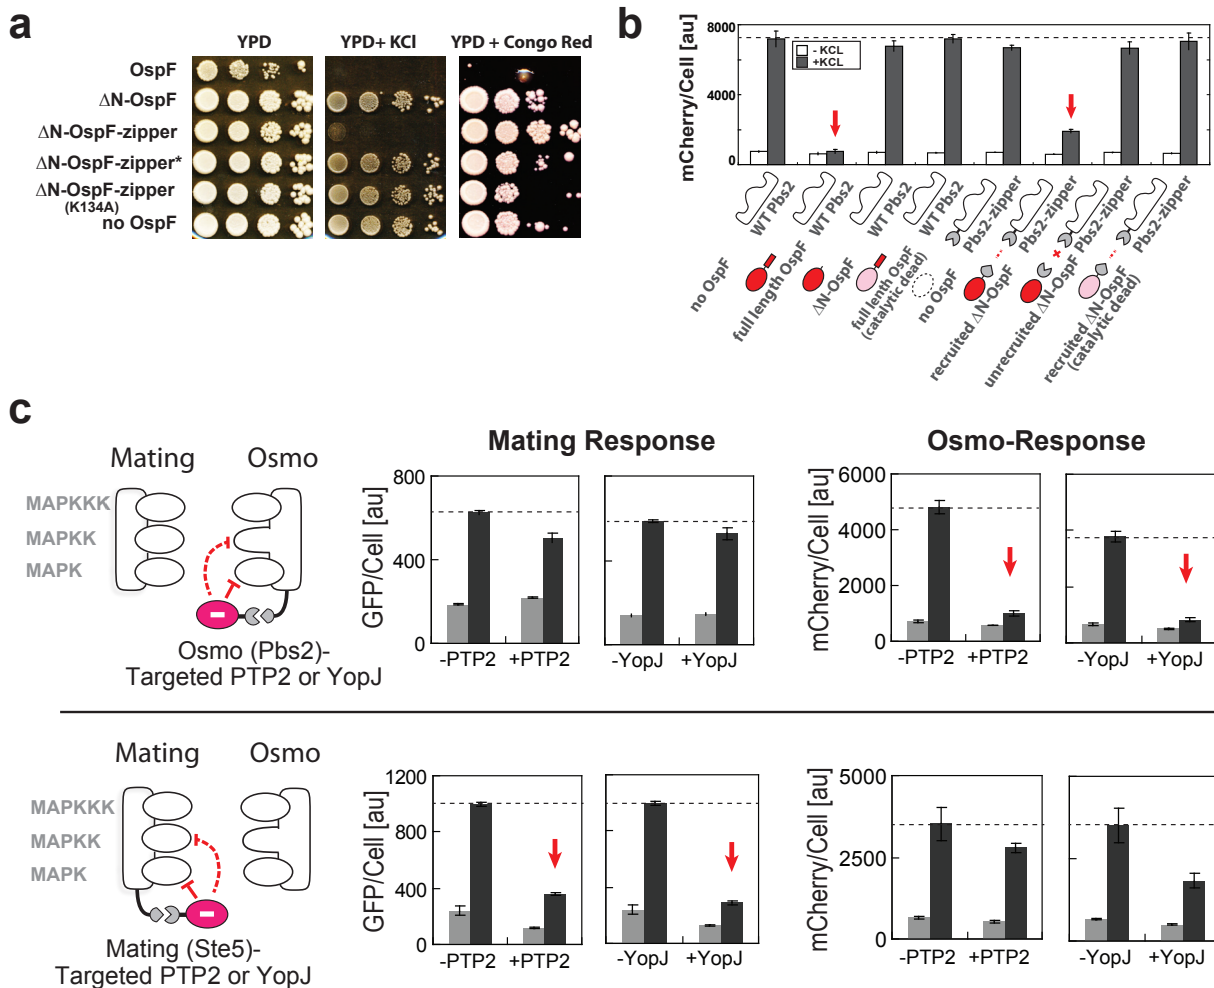 a
YPD
YPD+ KCl
YPD + Congo Red
OspF
ΔN-OspF
ΔN-OspF-zipper
ΔN-OspF-zipper*
ΔN-OspF-zipper
(K134A)
no OspF
b
mCherry/Cell [au]
8000
4000
0
- KCL
+KCL
WT Pbs2
WT Pbs2
WT Pbs2
WT Pbs2
Pbs2-zipper
Pbs2-zipper
Pbs2-zipper
Pbs2-zipper
no OspF
full length OspF
ΔN-OspF
full lenth OspF
(catalytic dead)
no OspF
recruited ΔN-OspF
unrecruited ΔN-OspF
recruited ΔN-OspF
(catalytic dead)
c
Mating Response
Osmo-Response
Mating
Osmo
MAPKKK
MAPKK
MAPK
Osmo (Pbs2)-
Targeted PTP2 or YopJ
GFP/Cell [au]
800
400
0
-PTP2
+PTP2
-YopJ
+YopJ
mCherry/Cell [au]
6000
4000
2000
0
-PTP2
+PTP2
-YopJ
+YopJ
Mating
Osmo
MAPKKK
MAPKK
MAPK
Mating (Ste5)-
Targeted PTP2 or YopJ
GFP/Cell [au]
1200
800
400
0
-PTP2
+PTP2
-YopJ
+YopJ
mCherry/Cell [au]
5000
2500
0
-PTP2
+PTP2
-YopJ
+YopJ